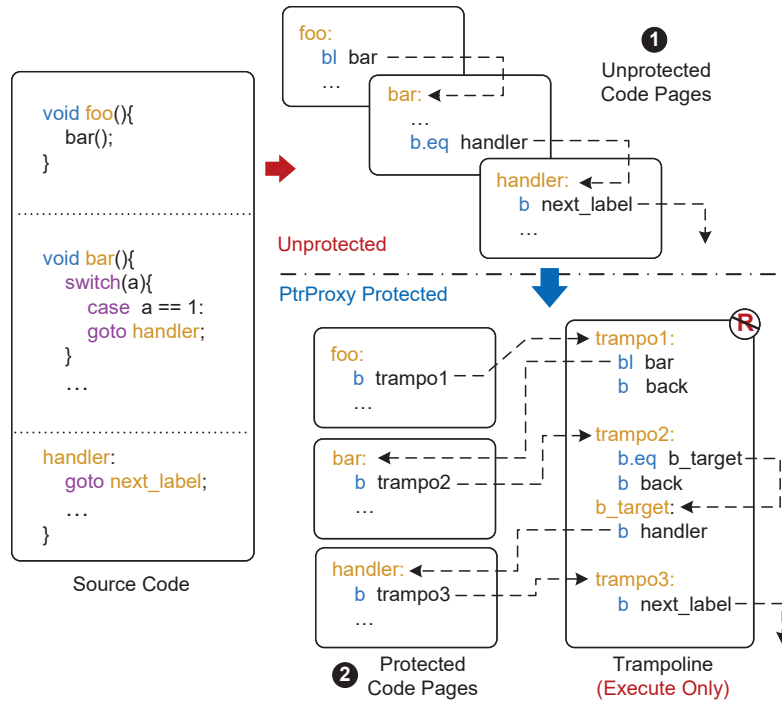 void foo(){
bar();
}
void bar(){
switch(a){
case a == 1:
goto handler;
}
...
handler:
goto next_label;
...
}
Source Code
foo:
bl bar
...
bar:
...
b.eq handler
handler:
b next_label
...
1
Unprotected
Code Pages
Unprotected
PtrProxy Protected
foo:
b trampo1
...
bar:
b trampo2
...
handler:
b trampo3
...
2 Protected
Code Pages
R
trampo1:
bl bar
b back
trampo2:
b.eq b_target
b back
b_target:
b handler
trampo3:
b next_label
Trampoline
(Execute Only)